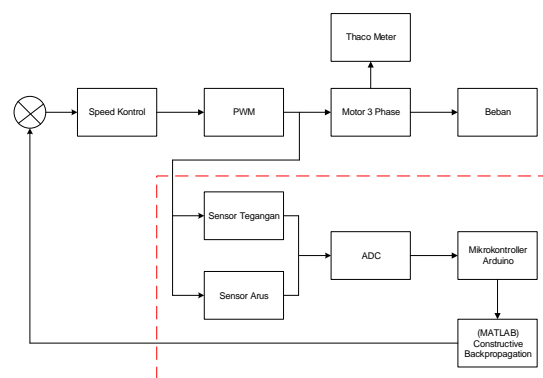 Thaco Meter
Speed Kontrol
PWM
Motor 3 Phase
Beban
Sensor Tegangan
Sensor Arus
ADC
Mikrokontroller
Arduino
(MATLAB)
Constructive
Backpropagation